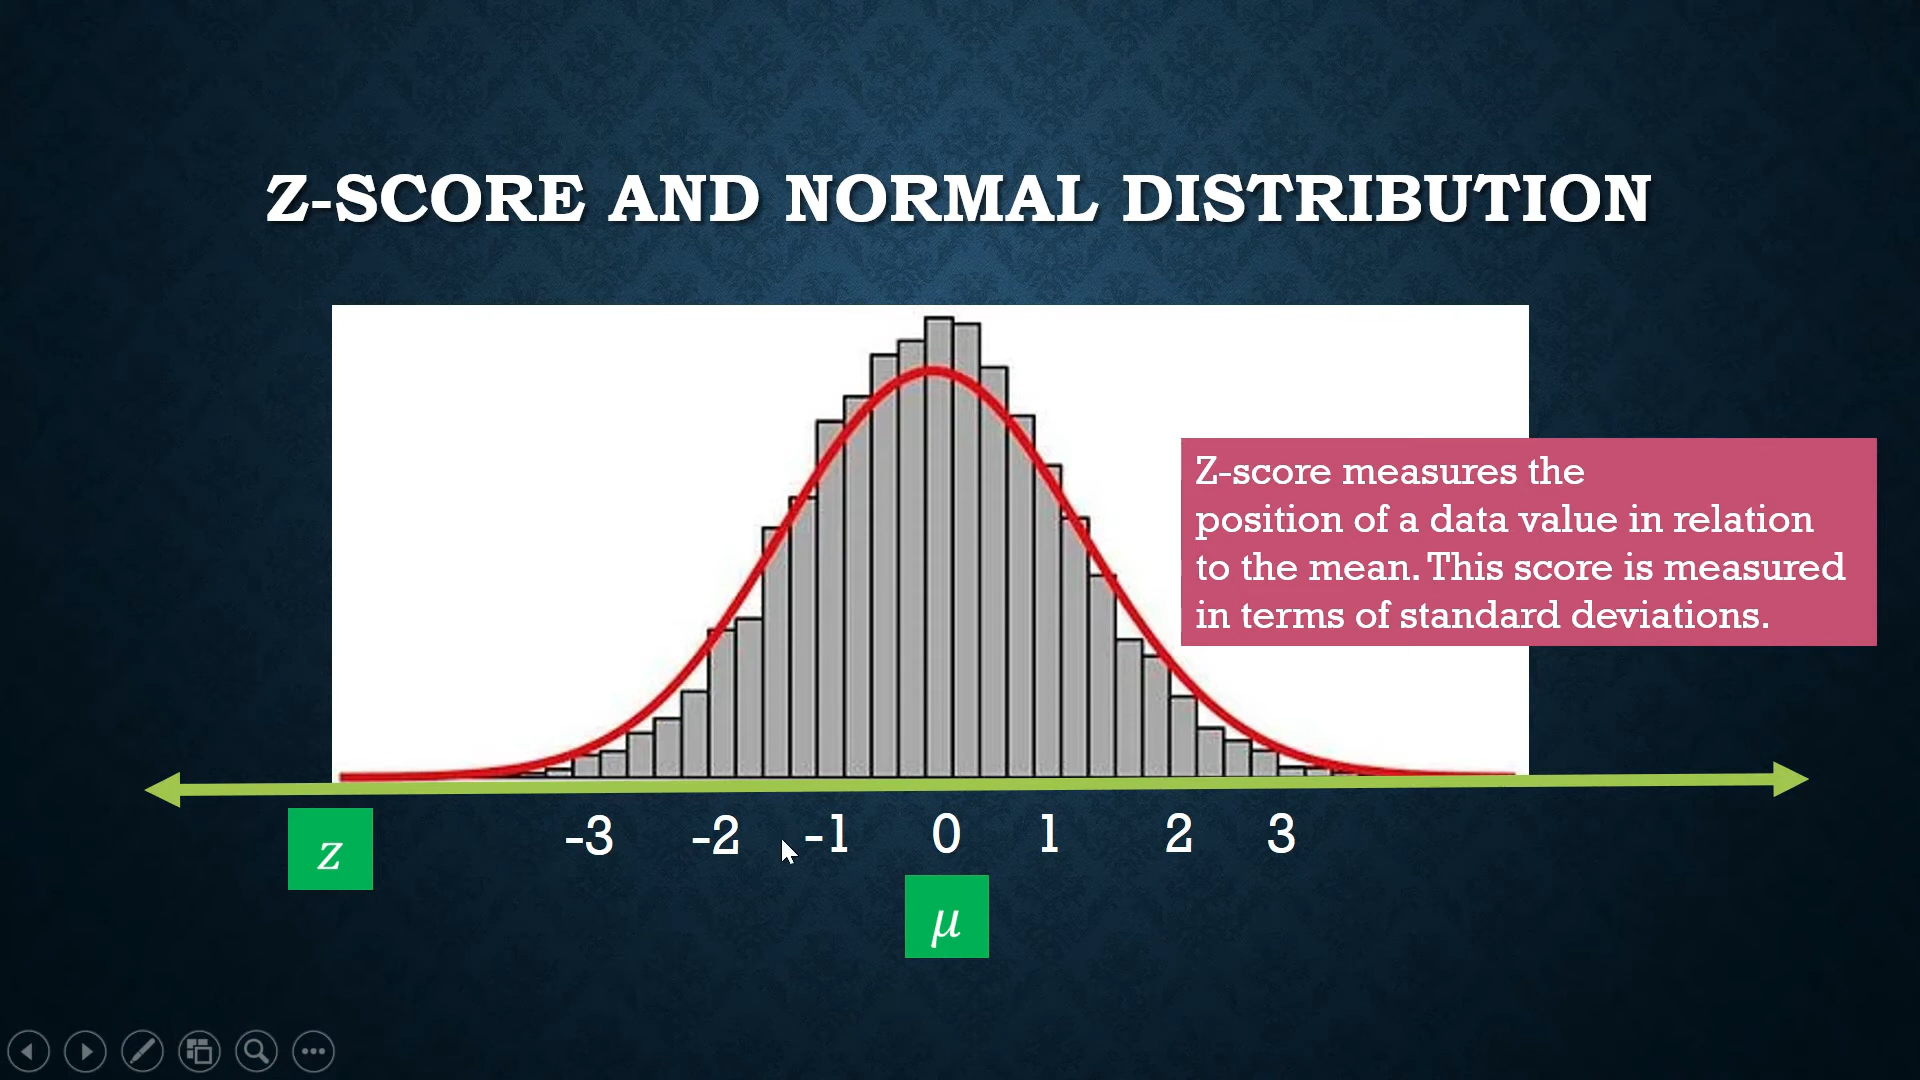 Z-SCORE AND NORMAL DISTRIBUTION
Z-score measures the
position of a data value in relation
to the mean. This score is measured
in terms of standard deviations.
-3 -2 -1 0 1 2 3
z
μ